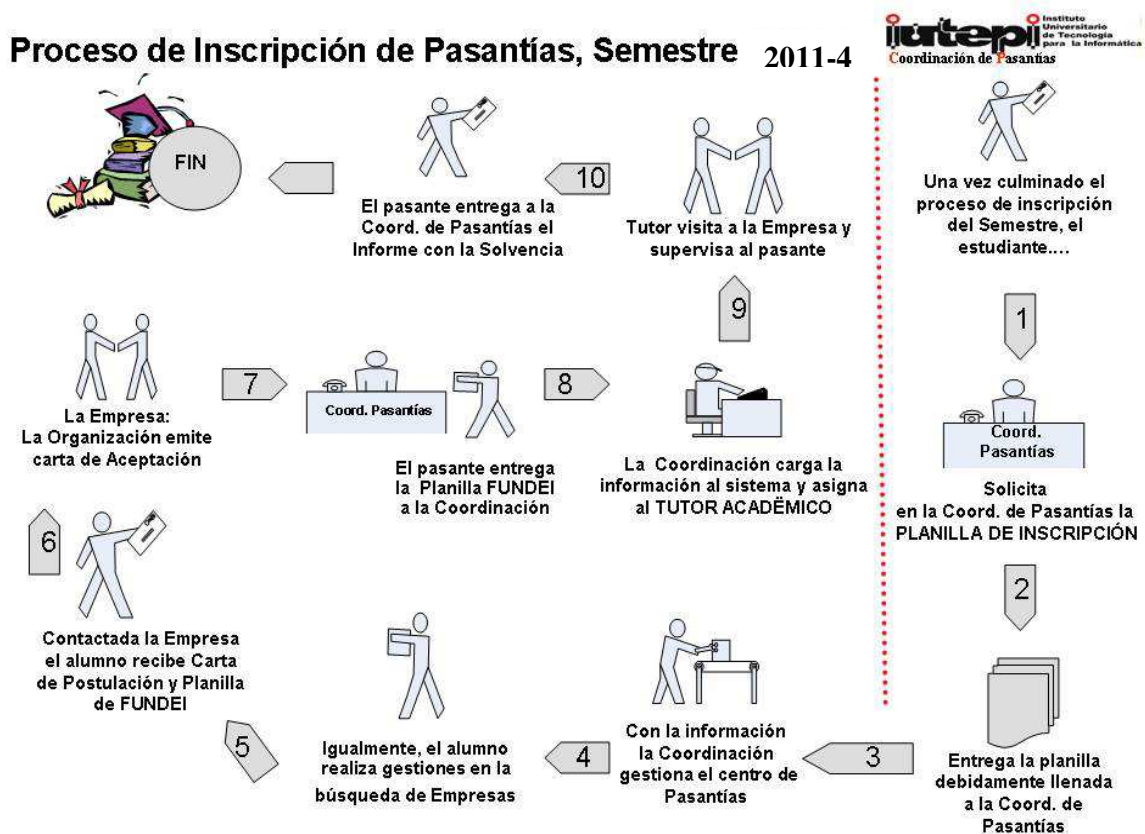 Proceso de Inscripción de Pasantías, Semestre 2011-4
iutepi
Instituto
Universitario
de Tecnología
para la Informática
Coordinación de Pasantías
Una vez culminado el
proceso de inscripción
del Semestre, el
estudiante....
1
Coord.
Pasantías
Solicita
en la Coord. de Pasantías la
PLANILLA DE INSCRIPCIÓN
2
Entrega la planilla
debidamente llenada
a la Coord. de
Pasantías
3
Con la información
la Coordinación
gestiona el centro de
Pasantías
4
Igualmente, el alumno
realiza gestiones en la
búsqueda de Empresas
5
Contactada la Empresa
el alumno recibe Carta
de Postulación y Planilla
de FUNDEI
6
La Empresa:
La Organización emite
carta de Aceptación
7
Coord. Pasantías
El pasante entrega
la Planilla FUNDEI
a la Coordinación
8
La Coordinación carga la
información al sistema y asigna
al TUTOR ACADËMICO
9
Tutor visita a la Empresa y
supervisa al pasante
10
El pasante entrega a la
Coord. de Pasantías el
Informe con la Solvencia
FIN